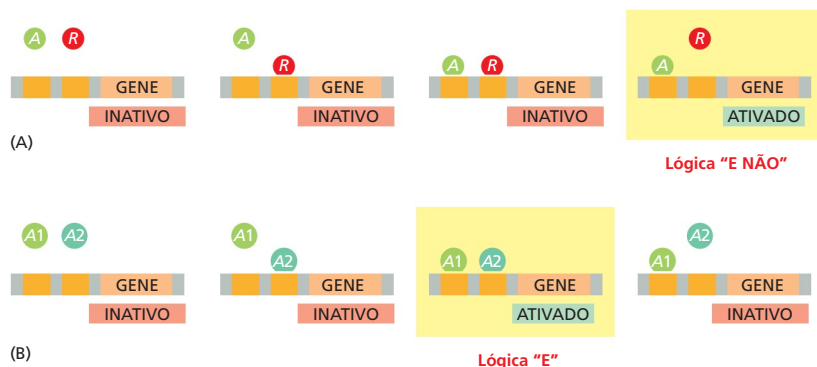 A R A R A R A R
GENE GENE GENE GENE
INATIVO INATIVO INATIVO ATIVADO
(A)
Lógica “E NÃO”
A1 A2 A1 A2 A1 A2 A1 A2
GENE GENE GENE GENE
INATIVO INATIVO ATIVADO INATIVO
(B)
Lógica “E”